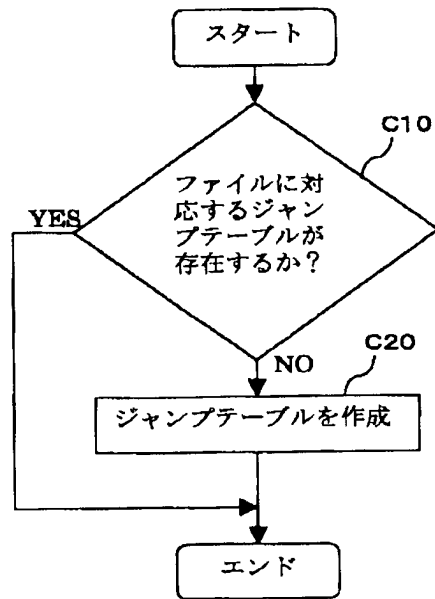 スタート
C10
ファイルに対
応するジャン
プテーブルが
存在するか？
YES
NO
C20
ジャンプテーブルを作成
エンド